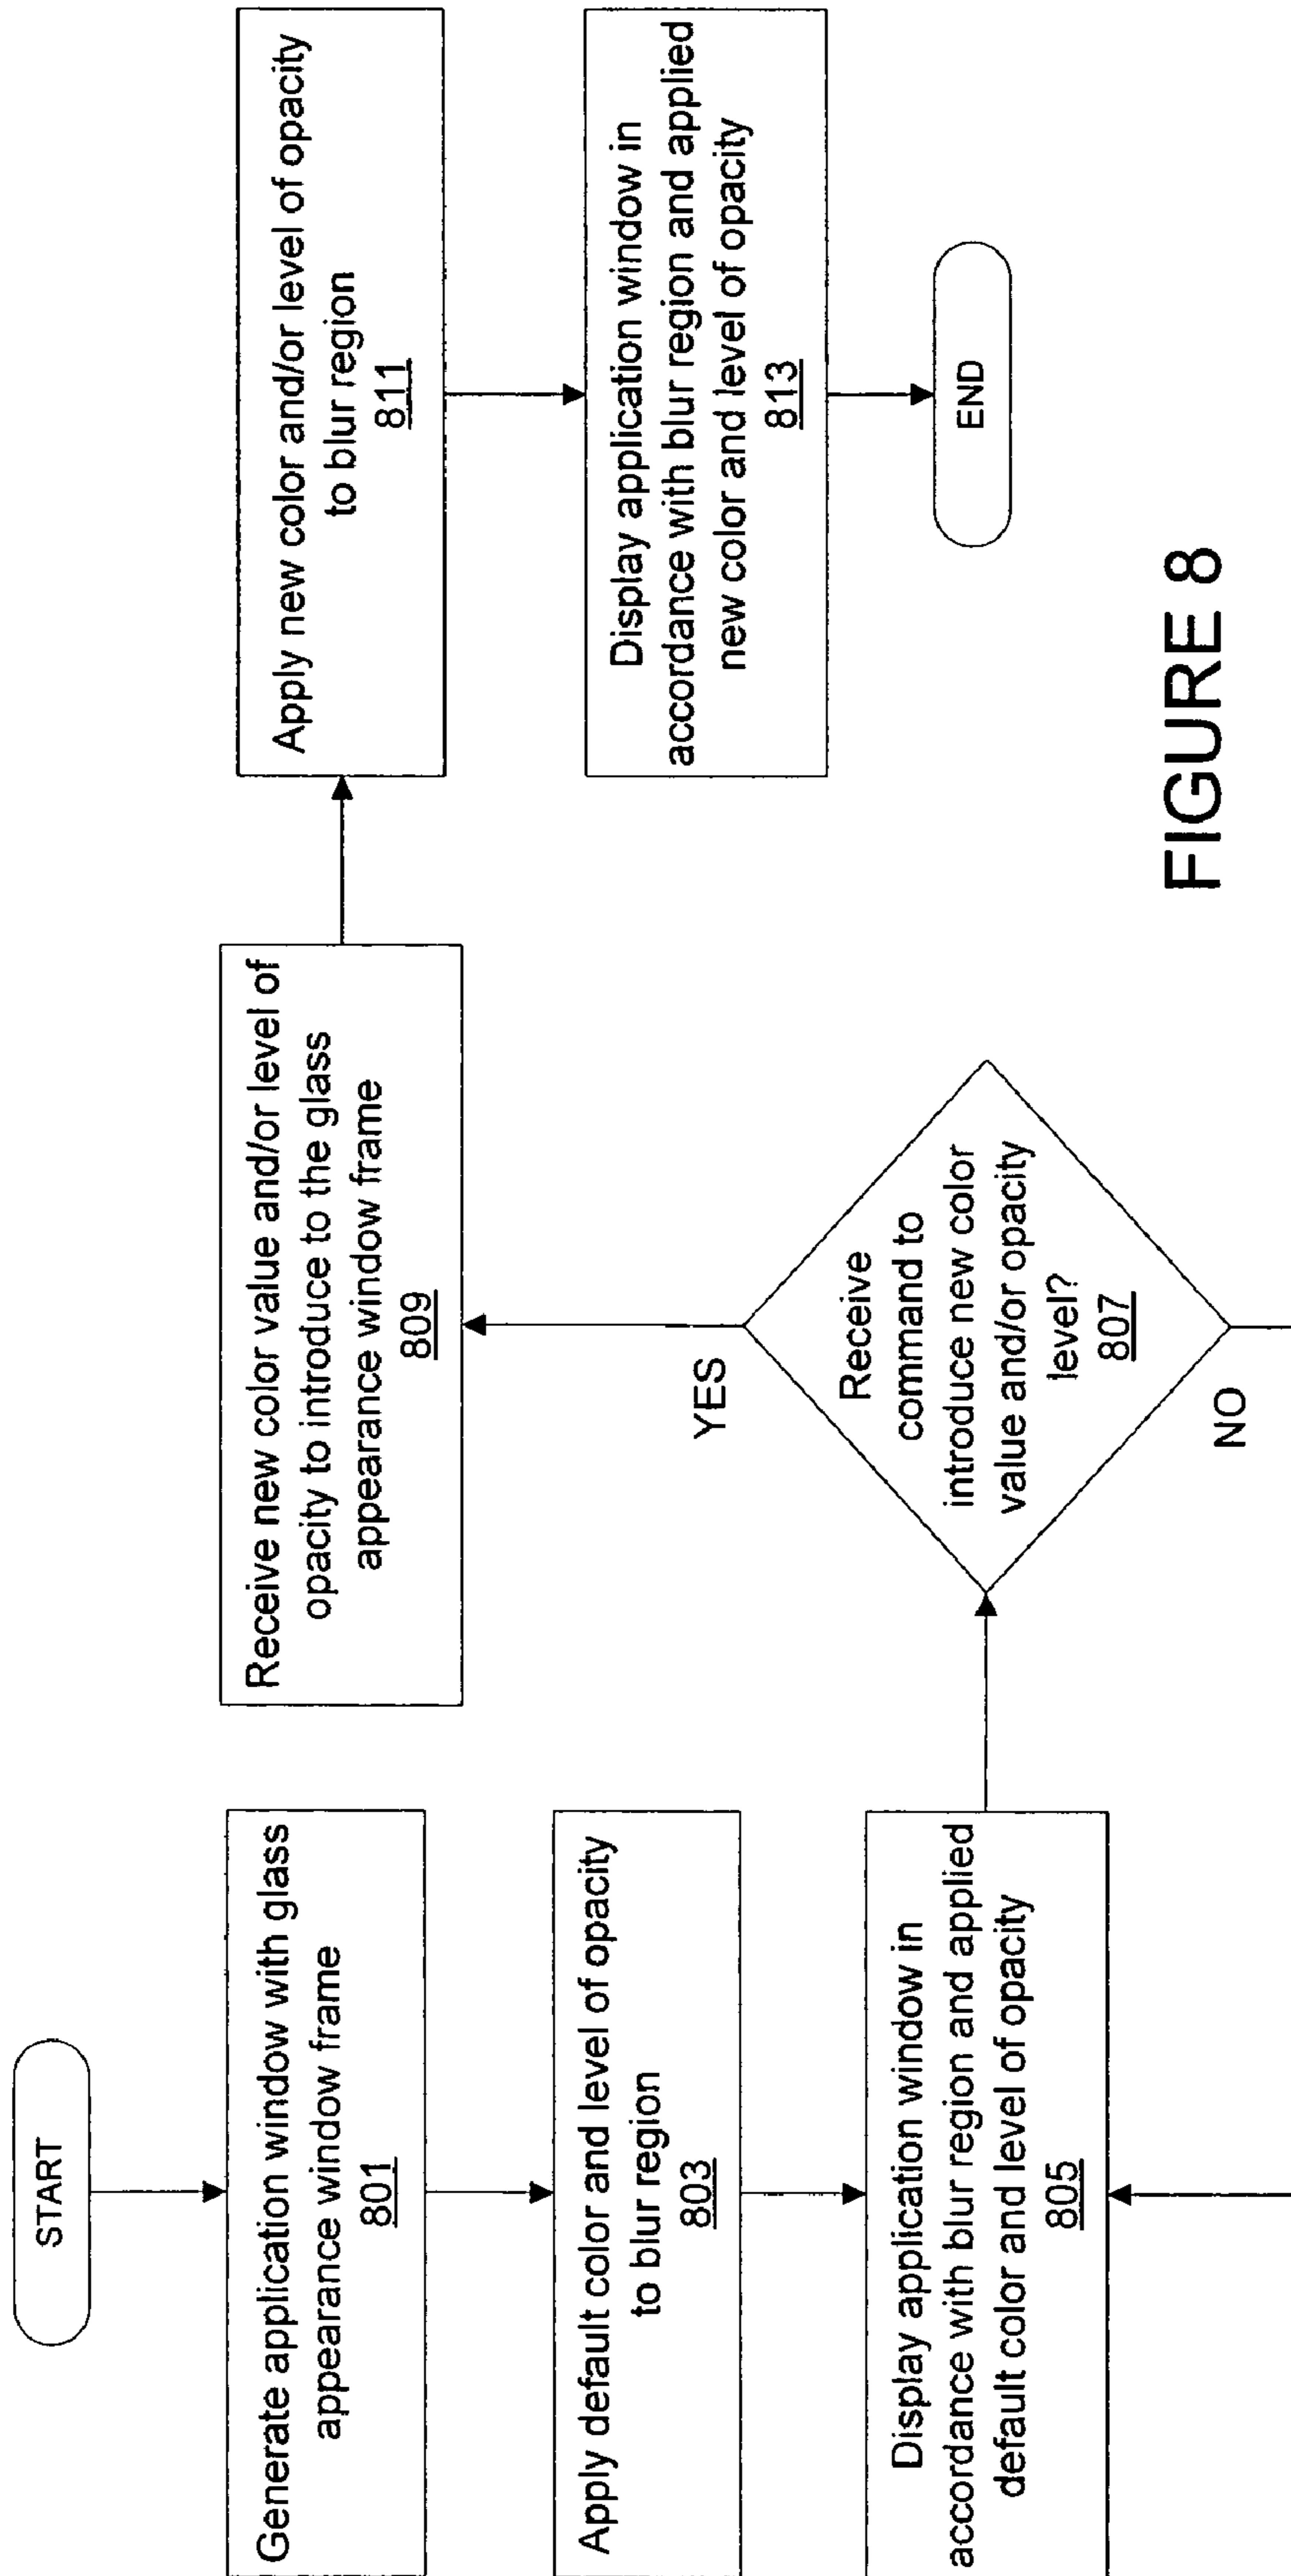 START
Generate application window with glass
appearance window frame
801
Apply default color and level of opacity
to blur region
803
Display application window in
accordance with blur region and applied
default color and level of opacity
805
Receive
command to
introduce new color
value and/or opacity
level?
807
YES
NO
Receive new color value and/or level of
opacity to introduce to the glass
appearance window frame
809
Apply new color and/or level of opacity
to blur region
811
Display application window in
accordance with blur region and applied
new color and level of opacity
813
END
FIGURE 8